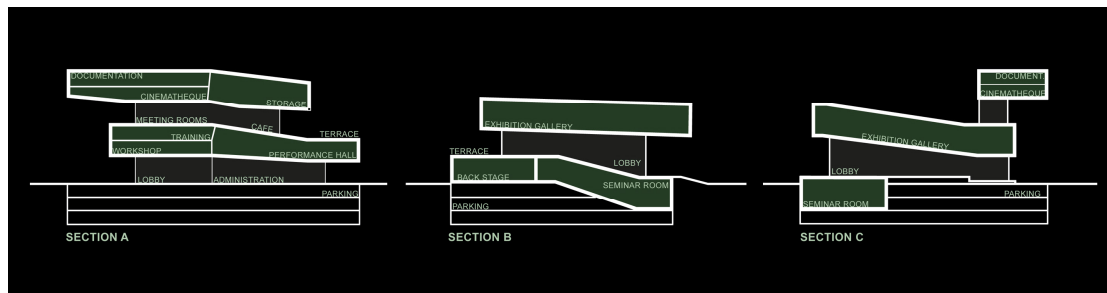 DOCUMENTATION
CINEMATHEQUE
STORAGE
MEETING ROOMS
CAFE
TRAINING
TERRACE
WORKSHOP
PERFORMANCE HALL
LOBBY
ADMINISTRATION
PARKING
SECTION A
EXHIBITION GALLERY
TERRACE
LOBBY
BACK STAGE
SEMINAR ROOM
PARKING
SECTION B
DOCUMENT.
CINEMATHEQUE
EXHIBITION GALLERY
LOBBY
PARKING
SEMINAR ROOM
SECTION C